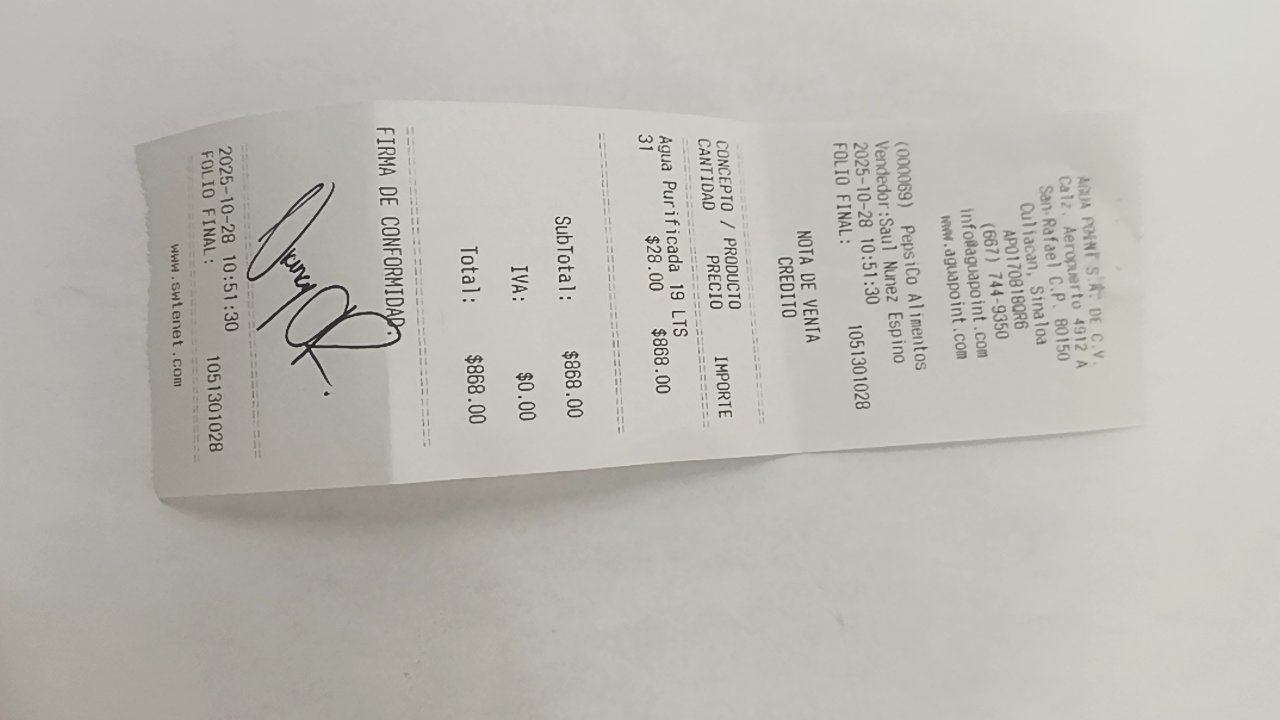 AGUA POINT S.A. DE C.V.
Calz. Aeropuerto 4912 A
San Rafael C.P. 80150
Culiacan, Sinaloa
APO170818QR6
(667) 744-9350
info@aguapoint.com
www.aguapoint.com
(000069) PepsiCo Alimentos
Vendedor:Saul Nunez Espino
2025-10-28 10:51:30
FOLIO FINAL: 1051301028
NOTA DE VENTA
CREDITO
CONCEPTO / PRODUCTO
CANTIDAD PRECIO IMPORTE
Agua Purificada 19 LTS
31 $28.00 $868.00
SubTotal: $868.00
IVA: $0.00
Total: $868.00
FIRMA DE CONFORMIDAD
2025-10-28 10:51:30
FOLIO FINAL: 1051301028
www.swienet.com